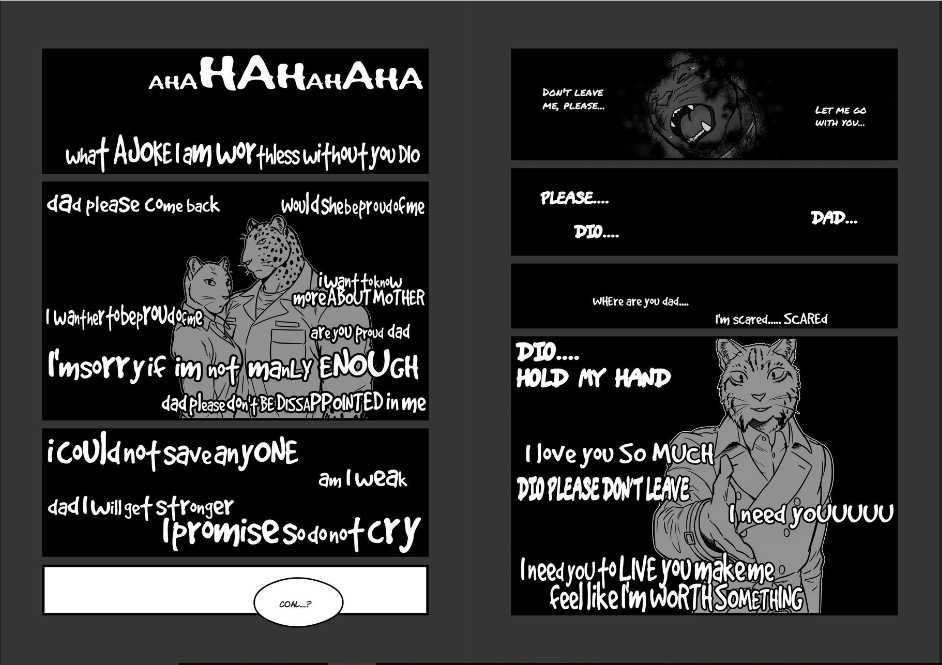 AHAHAHAHAHA
what A JOKE I am worthless without you DIO
dad please come back
would she be proud of me
i want to know
more ABOUT MOTHER
I want her to be proud of me
are you proud dad
I'm sorry if im not manly ENOUGH
dad please don't BE DISSAPPOINTED in me
i could not save anyONE
am I weak
dad I will get stronger
I promise so do not cry
COAL...?
DON'T LEAVE
ME, PLEASE...
LET ME GO
WITH YOU...
PLEASE....
DAD...
DIO....
WHEre are you dad....
I'm scared..... ScAREd
DIO....
HOLD MY HAND
I love you SO MUCH
DIO PLEASE DON'T LEAVE
I need yoUUUUU
I need you to LIVE you make me
feel like I'm WORTH SOMETHING